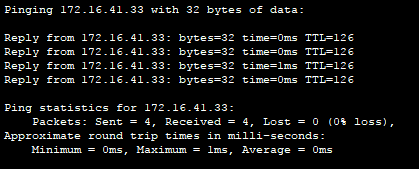 Pinging 172.16.41.33 with 32 bytes of data:
Reply from 172.16.41.33: bytes=32 time=0ms TTL=126
Reply from 172.16.41.33: bytes=32 time=0ms TTL=126
Reply from 172.16.41.33: bytes=32 time=1ms TTL=126
Reply from 172.16.41.33: bytes=32 time=0ms TTL=126
Ping statistics for 172.16.41.33:
Packets: Sent = 4, Received = 4, Lost = 0 (0% loss),
Approximate round trip times in milli-seconds:
Minimum = 0ms, Maximum = 1ms, Average = 0ms